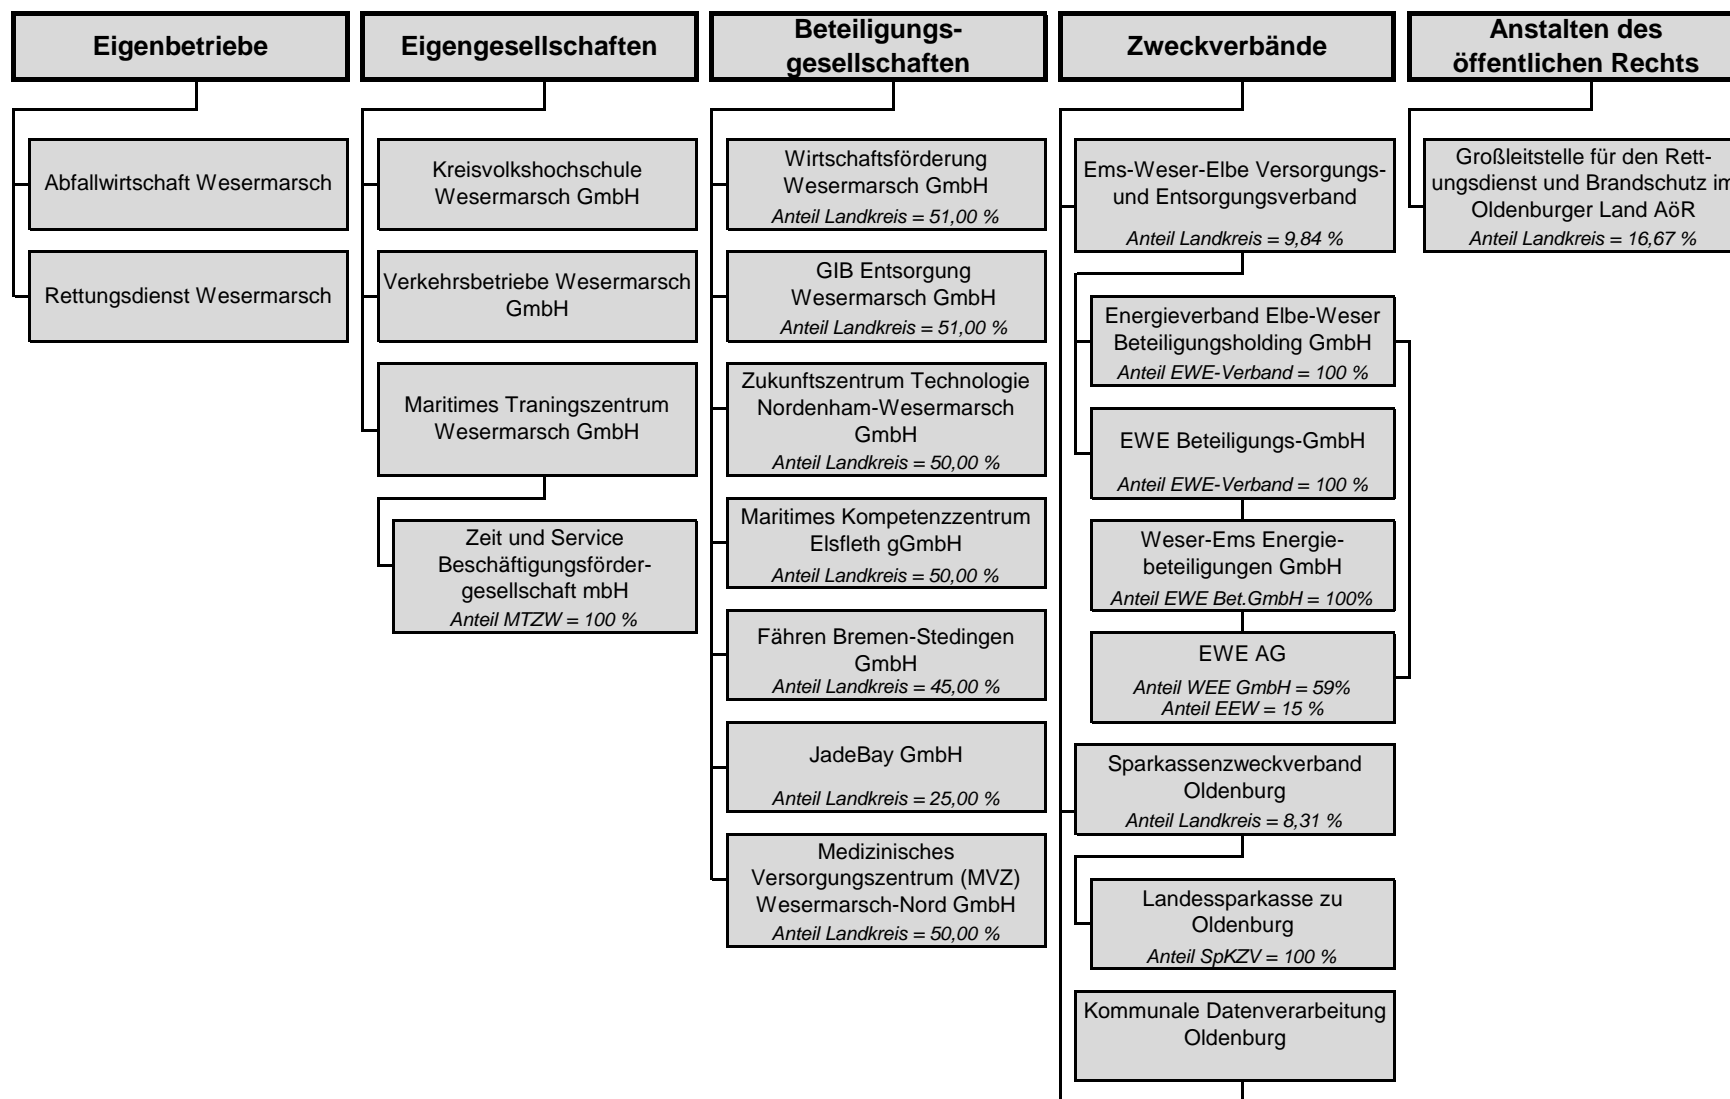 Eigenbetriebe
Abfallwirtschaft Wesermarsch
Rettungsdienst Wesermarsch
Eigengesellschaften
Kreisvolkshochschule
Wesermarsch GmbH
Verkehrsbetriebe Wesermarsch
GmbH
Maritimes Traningszentrum
Wesermarsch GmbH
Zeit und Service
Beschäftigungsförder-
gesellschaft mbH
Anteil MTZW = 100 %
Beteiligungs-
gesellschaften
Wirtschaftsförderung
Wesermarsch GmbH
Anteil Landkreis = 51,00 %
GIB Entsorgung
Wesermarsch GmbH
Anteil Landkreis = 51,00 %
Zukunftszentrum Technologie
Nordenham-Wesermarsch
GmbH
Anteil Landkreis = 50,00 %
Maritimes Kompetenzzentrum
Elsfleth gGmbH
Anteil Landkreis = 50,00 %
Fähren Bremen-Stedingen
GmbH
Anteil Landkreis = 45,00 %
JadeBay GmbH
Anteil Landkreis = 25,00 %
Medizinisches
Versorgungszentrum (MVZ)
Wesermarsch-Nord GmbH
Anteil Landkreis = 50,00 %
Zweckverbände
Ems-Weser-Elbe Versorgungs-
und Entsorgungsverband
Anteil Landkreis = 9,84 %
Energieverband Elbe-Weser
Beteiligungsholding GmbH
Anteil EWE-Verband = 100 %
EWE Beteiligungs-GmbH
Anteil EWE-Verband = 100 %
Weser-Ems Energie-
beteiligungen GmbH
Anteil EWE Bet.GmbH = 100%
EWE AG
Anteil WEE GmbH = 59%
Anteil EEW = 15 %
Sparkassenzweckverband
Oldenburg
Anteil Landkreis = 8,31 %
Landessparkasse zu
Oldenburg
Anteil SpKZV = 100 %
Kommunale Datenverarbeitung
Oldenburg
Anstalten des
öffentlichen Rechts
Großleitstelle für den Rett-
ungsdienst und Brandschutz im
Oldenburger Land AöR
Anteil Landkreis = 16,67 %